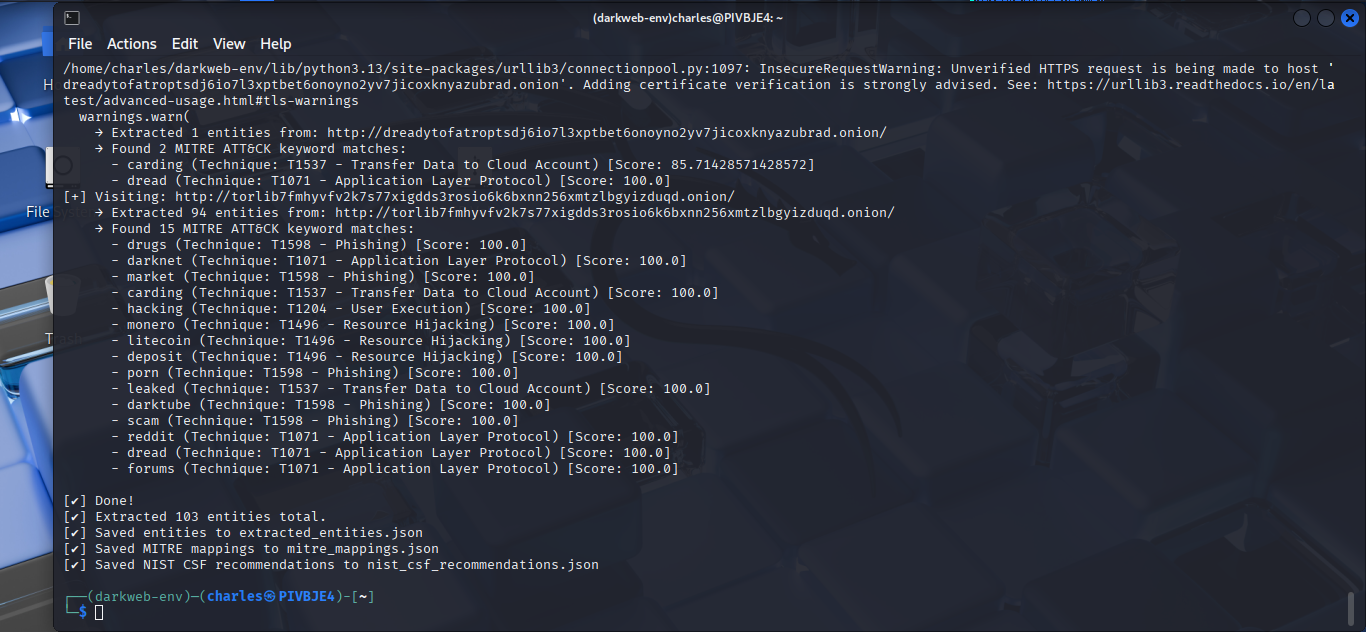 (darkweb-env)charles@PIVBJE4: ~
File Actions Edit View Help
/home/charles/darkweb-env/lib/python3.13/site-packages/urllib3/connectionpool.py:1097: InsecureRequestWarning: Unverified HTTPS request is being made to host '
dreadytofatroptsdj6io7l3xptbet6onoyno2yv7jicoxknyazubrad.onion'. Adding certificate verification is strongly advised. See: https://urllib3.readthedocs.io/en/la
test/advanced-usage.html#tls-warnings
  warnings.warn(
    → Extracted 1 entities from: http://dreadytofatroptsdj6io7l3xptbet6onoyno2yv7jicoxknyazubrad.onion/
    → Found 2 MITRE ATT&CK keyword matches:
      - carding (Technique: T1537 - Transfer Data to Cloud Account) [Score: 85.71428571428572]
      - dread (Technique: T1071 - Application Layer Protocol) [Score: 100.0]
[+] Visiting: http://torlib7fmhyvfv2k7s77xigdds3rosio6k6bxnn256xmtzlbgyizduqd.onion/
    → Extracted 94 entities from: http://torlib7fmhyvfv2k7s77xigdds3rosio6k6bxnn256xmtzlbgyizduqd.onion/
    → Found 15 MITRE ATT&CK keyword matches:
      - drugs (Technique: T1598 - Phishing) [Score: 100.0]
      - darknet (Technique: T1071 - Application Layer Protocol) [Score: 100.0]
      - market (Technique: T1598 - Phishing) [Score: 100.0]
      - carding (Technique: T1537 - Transfer Data to Cloud Account) [Score: 100.0]
      - hacking (Technique: T1204 - User Execution) [Score: 100.0]
      - monero (Technique: T1496 - Resource Hijacking) [Score: 100.0]
      - litecoin (Technique: T1496 - Resource Hijacking) [Score: 100.0]
      - deposit (Technique: T1496 - Resource Hijacking) [Score: 100.0]
      - porn (Technique: T1598 - Phishing) [Score: 100.0]
      - leaked (Technique: T1537 - Transfer Data to Cloud Account) [Score: 100.0]
      - darktube (Technique: T1598 - Phishing) [Score: 100.0]
      - scam (Technique: T1598 - Phishing) [Score: 100.0]
      - reddit (Technique: T1071 - Application Layer Protocol) [Score: 100.0]
      - dread (Technique: T1071 - Application Layer Protocol) [Score: 100.0]
      - forums (Technique: T1071 - Application Layer Protocol) [Score: 100.0]
[✔] Done!
[✔] Extracted 103 entities total.
[✔] Saved entities to extracted_entities.json
[✔] Saved MITRE mappings to mitre_mappings.json
[✔] Saved NIST CSF recommendations to nist_csf_recommendations.json
┌──(darkweb-env)─(charles㉿PIVBJE4)-[~]
└─$
File
Trash